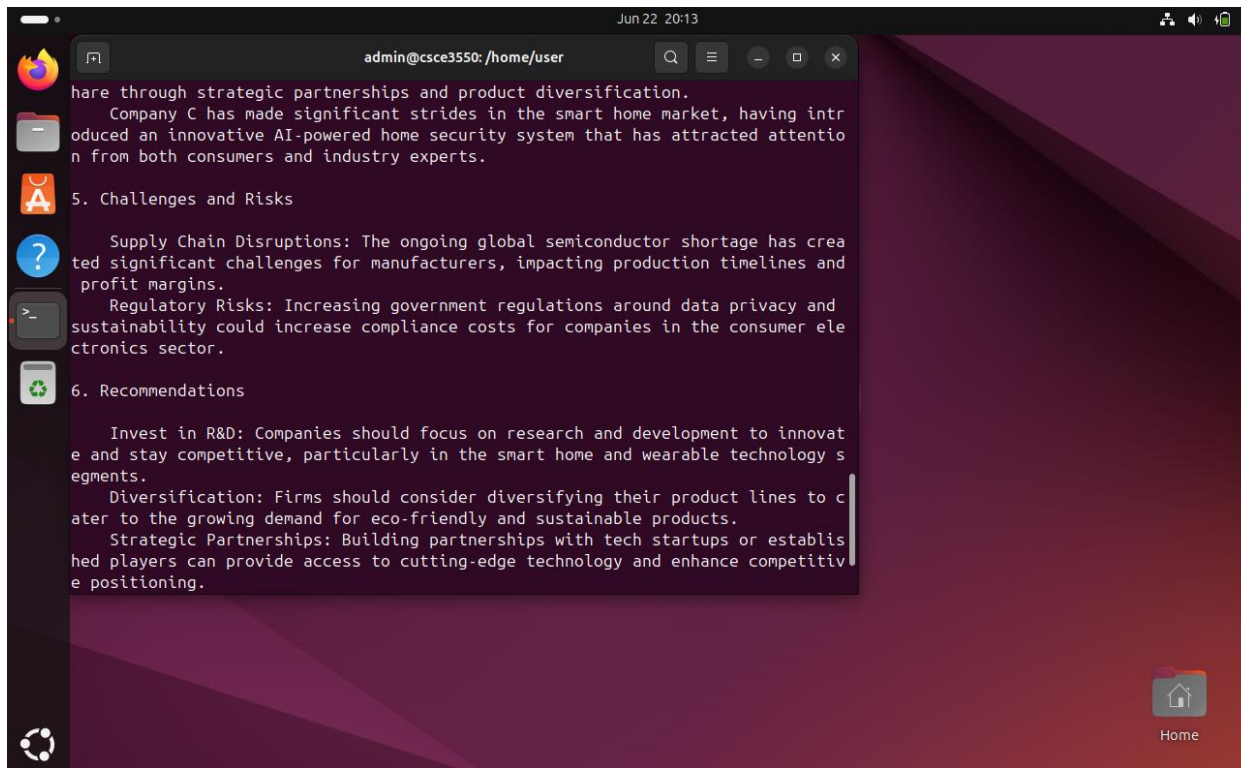 Jun 22 20:13
admin@csce3550: /home/user
hare through strategic partnerships and product diversification.
    Company C has made significant strides in the smart home market, having intr
oduced an innovative AI-powered home security system that has attracted attentio
n from both consumers and industry experts.
5. Challenges and Risks
    Supply Chain Disruptions: The ongoing global semiconductor shortage has crea
ted significant challenges for manufacturers, impacting production timelines and
 profit margins.
    Regulatory Risks: Increasing government regulations around data privacy and
sustainability could increase compliance costs for companies in the consumer ele
ctronics sector.
6. Recommendations
    Invest in R&D: Companies should focus on research and development to innovat
e and stay competitive, particularly in the smart home and wearable technology s
egments.
    Diversification: Firms should consider diversifying their product lines to c
ater to the growing demand for eco-friendly and sustainable products.
    Strategic Partnerships: Building partnerships with tech startups or establis
hed players can provide access to cutting-edge technology and enhance competitiv
e positioning.
Home